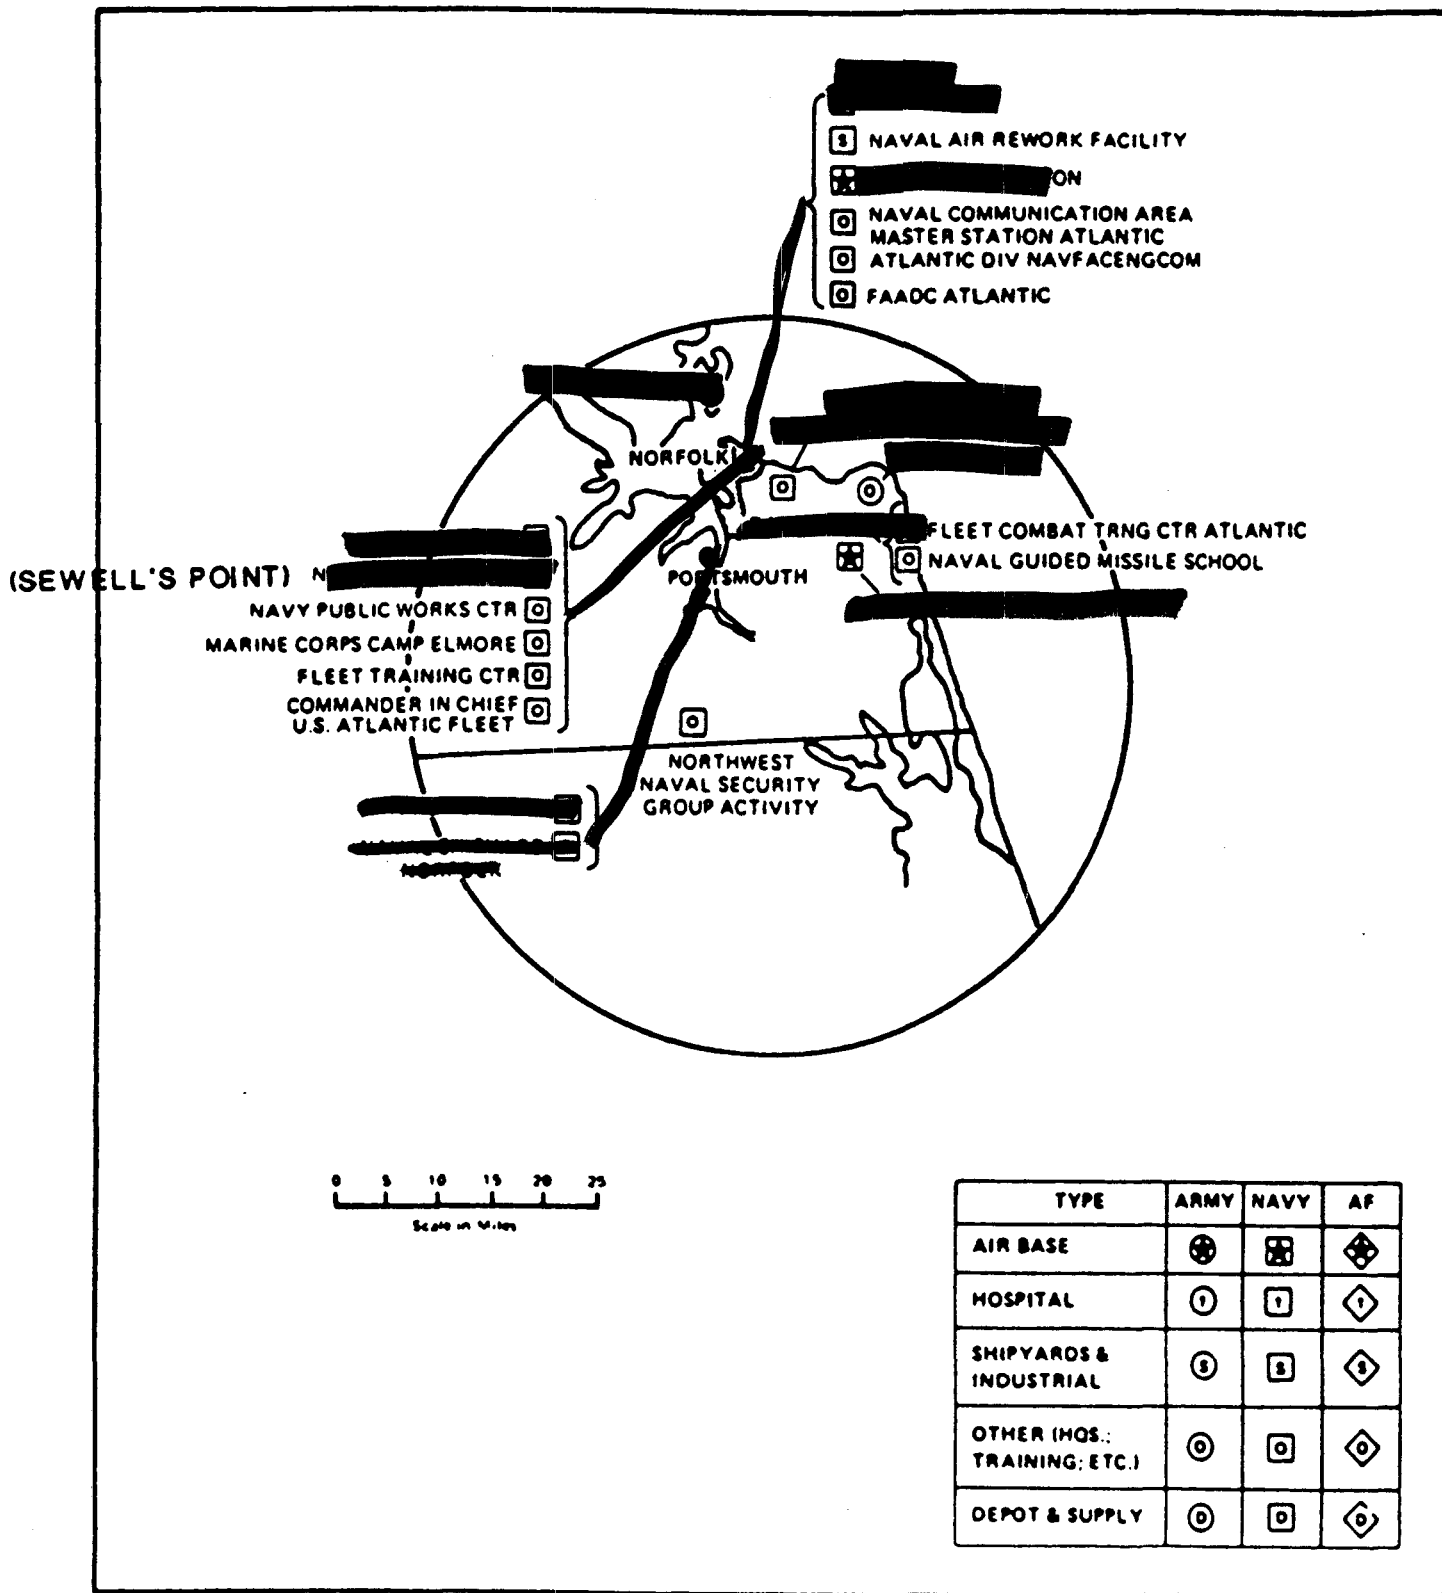 NAVAL AIR REWORK FACILITY
ON
NAVAL COMMUNICATION AREA
MASTER STATION ATLANTIC
ATLANTIC DIV NAVFACENGCOM
FAADC ATLANTIC
NORFOLK
FLEET COMBAT TRNG CTR ATLANTIC
NAVAL GUIDED MISSILE SCHOOL
PORTSMOUTH
(SEWELL'S POINT) N
NAVY PUBLIC WORKS CTR
MARINE CORPS CAMP ELMORE
FLEET TRAINING CTR
COMMANDER IN CHIEF
U.S. ATLANTIC FLEET
NORTHWEST
NAVAL SECURITY
GROUP ACTIVITY
0 5 10 15 20 25
Scale in Miles
TYPE ARMY NAVY AF
AIR BASE
HOSPITAL
SHIPYARDS &
INDUSTRIAL
S S S
OTHER (HQS.;
TRAINING; ETC.)
O O O
DEPOT & SUPPLY
D D D